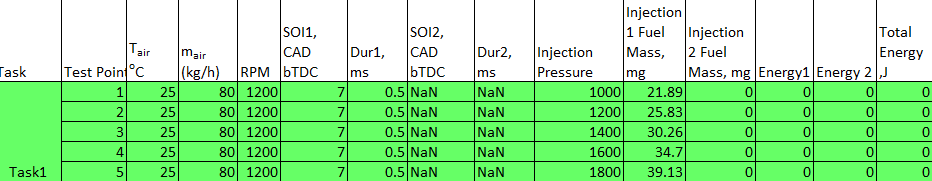 Task Test Point T air °C m air (kg/h) RPM SOI1, CAD bTDC Dur1, ms SOI2, CAD bTDC Dur2, ms Injection Pressure Injection 1 Fuel Mass, mg Injection 2 Fuel Mass, mg Energy1 Energy 2 Total Energy ,J
1 25 80 1200 7 0.5 NaN NaN 1000 21.89 0 0 0 0
2 25 80 1200 7 0.5 NaN NaN 1200 25.83 0 0 0 0
3 25 80 1200 7 0.5 NaN NaN 1400 30.26 0 0 0 0
4 25 80 1200 7 0.5 NaN NaN 1600 34.7 0 0 0 0
Task1 5 25 80 1200 7 0.5 NaN NaN 1800 39.13 0 0 0 0